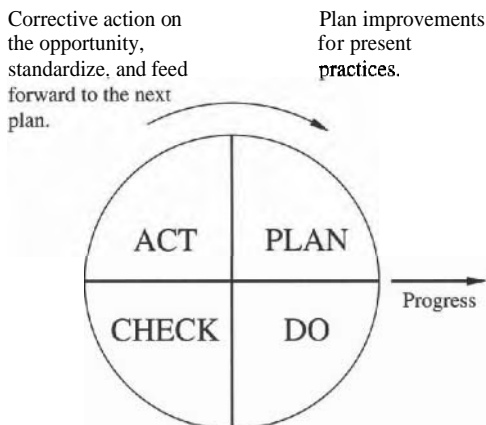 Corrective action on
the opportunity,
standardize, and feed
forward to the next
plan.
Plan improvements
for present
practices.
ACT
PLAN
Progress
CHECK
DO